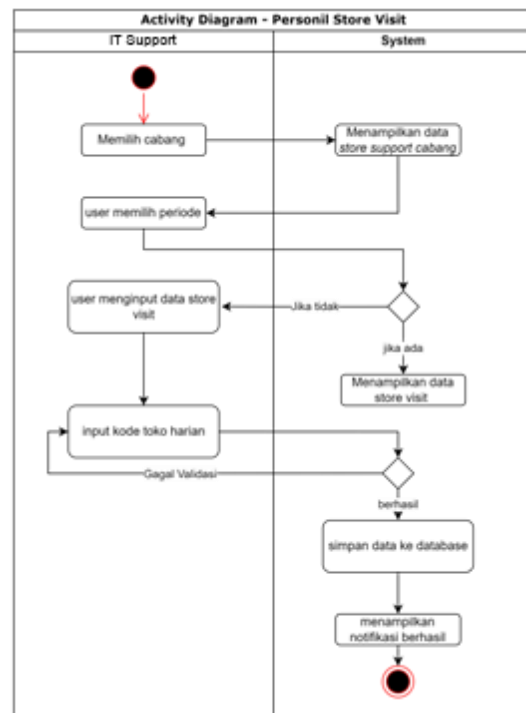 Activity Diagram - Personil Store Visit
IT Support
System
Memilih cabang
Menampilkan data
store support cabang
user memilih periode
user menginput data store
visit
Jika tidak
jika ada
Menampilkan data
store visit
input kode toko harian
Gagal Validasi
berhasil
simpan data ke database
menampilkan
notifikasi berhasil